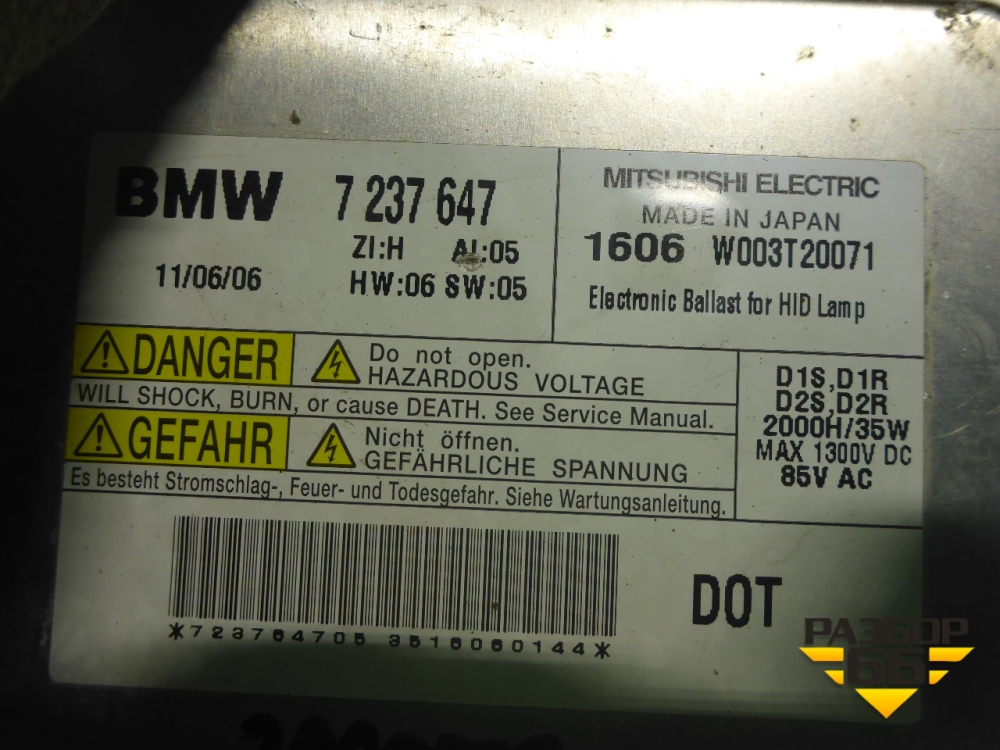 BMW 7 237 647
ZI:H AI:05
11/06/06 HW:06 SW:05
MITSUBISHI ELECTRIC
MADE IN JAPAN
1606 W003T20071
Electronic Ballast for HID Lamp
DANGER Do not open.
HAZARDOUS VOLTAGE
WILL SHOCK, BURN, or cause DEATH. See Service Manual.
GEFAHR Nicht öffnen.
GEFÄHRLICHE SPANNUNG
Es besteht Stromschlag-, Feuer- und Todesgefahr. Siehe Wartungsanleitung.
D1S,D1R
D2S,D2R
2000H/35W
MAX 1300V DC
85V AC
*723764705 3516060144*
DOT
РАЗБОР
66